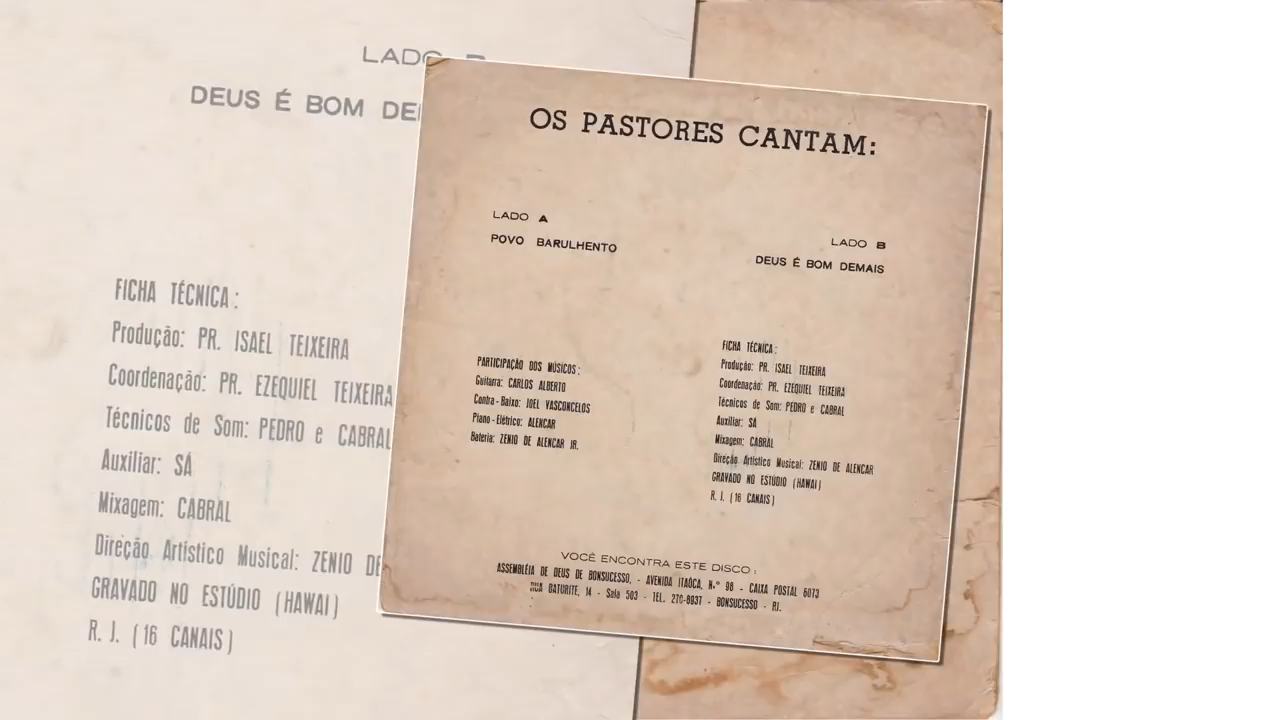 LADO B
DEUS É BOM DE
FICHA TÉCNICA:
Produção: PR. ISAEL TEIXEIRA
Coordenação: PR. EZEQUIEL TEIXEIRA
Técnicos de Som: PEDRO e CABRAL
Auxiliar: SÁ
Mixagem: CABRAL
Direção Artístico Musical: ZENIO DE
GRAVADO NO ESTÚDIO (HAWAI)
R. J. (16 CANAIS)
OS PASTORES CANTAM:
LADO A
POVO BARULHENTO
LADO B
DEUS É BOM DEMAIS
PARTICIPAÇÃO DOS MÚSICOS:
Guitarra: CARLOS ALBERTO
Contra-Baixo: JOEL VASCONCELOS
Piano-Elétrico: ALENCAR
Bateria: ZENIO DE ALENCAR JR.
FICHA TÉCNICA:
Produção: PR. ISAEL TEIXEIRA
Coordenação: PR. EZEQUIEL TEIXEIRA
Técnicos de Som: PEDRO e CABRAL
Auxiliar: SÁ
Mixagem: CABRAL
Direção Artístico Musical: ZENIO DE ALENCAR
GRAVADO NO ESTÚDIO (HAWAI)
R. J. (16 CANAIS)
VOCÊ ENCONTRA ESTE DISCO:
ASSEMBLÉIA DE DEUS DE BONSUCESSO, - AVENIDA ITAÓCA, N.º 98 - CAIXA POSTAL 6073
RUA BATURITE, 14 - Sala 503 - TEL. 270-8937 - BONSUCESSO - RJ.